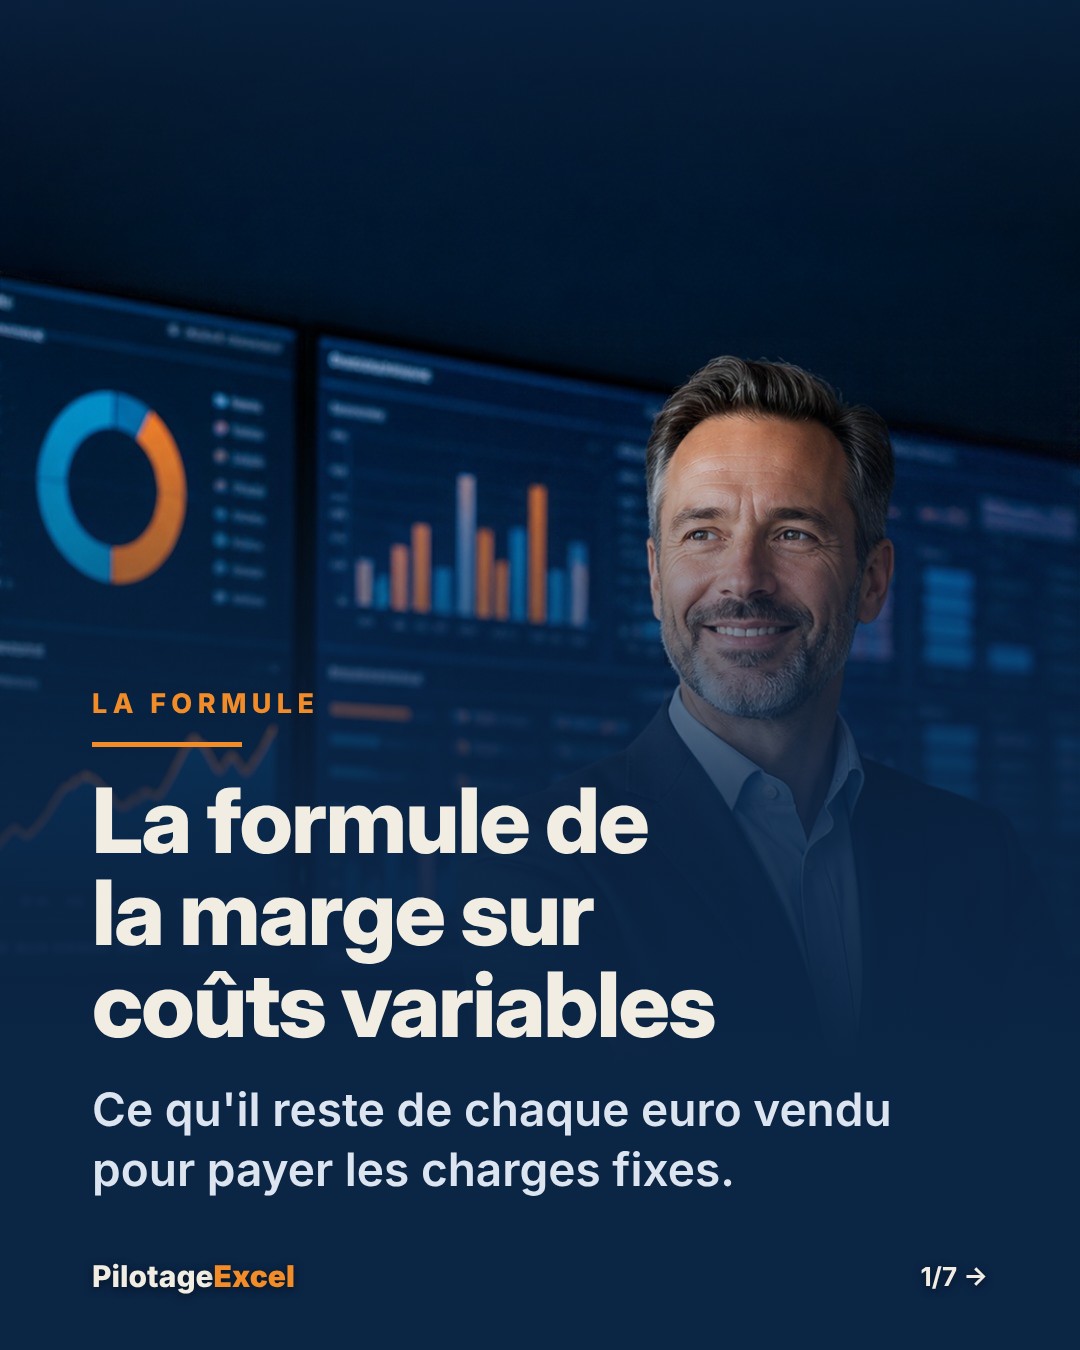 LA FORMULE
La formule de
la marge sur
coûts variables
Ce qu'il reste de chaque euro vendu
pour payer les charges fixes.
PilotageExcel
1/7 →